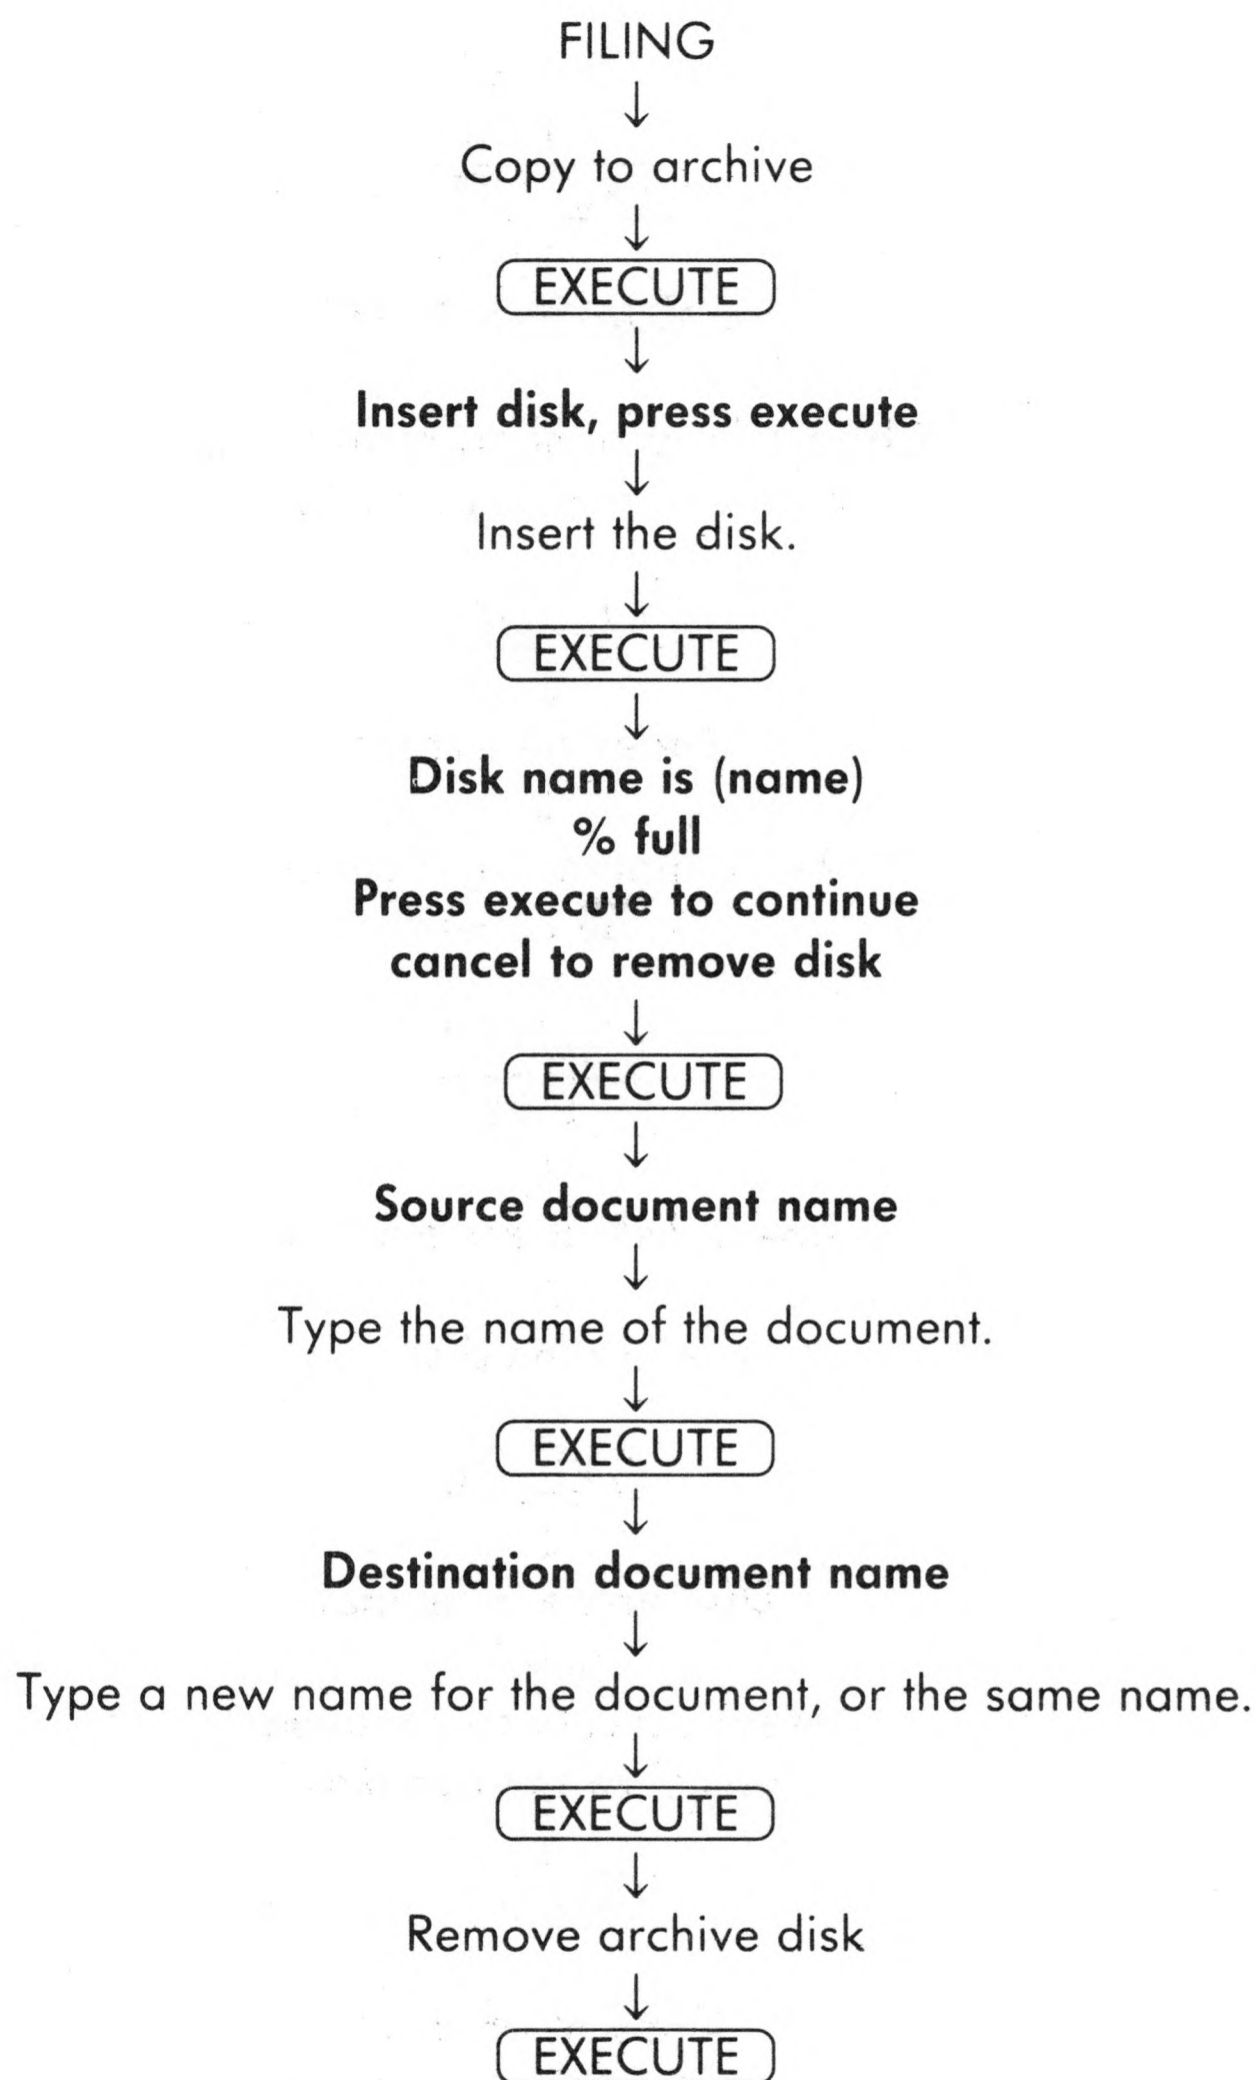 FILING
Copy to archive
EXECUTE
Insert disk, press execute
Insert the disk.
EXECUTE
Disk name is (name)
% full
Press execute to continue
cancel to remove disk
EXECUTE
Source document name
Type the name of the document.
EXECUTE
Destination document name
Type a new name for the document, or the same name.
EXECUTE
Remove archive disk
EXECUTE